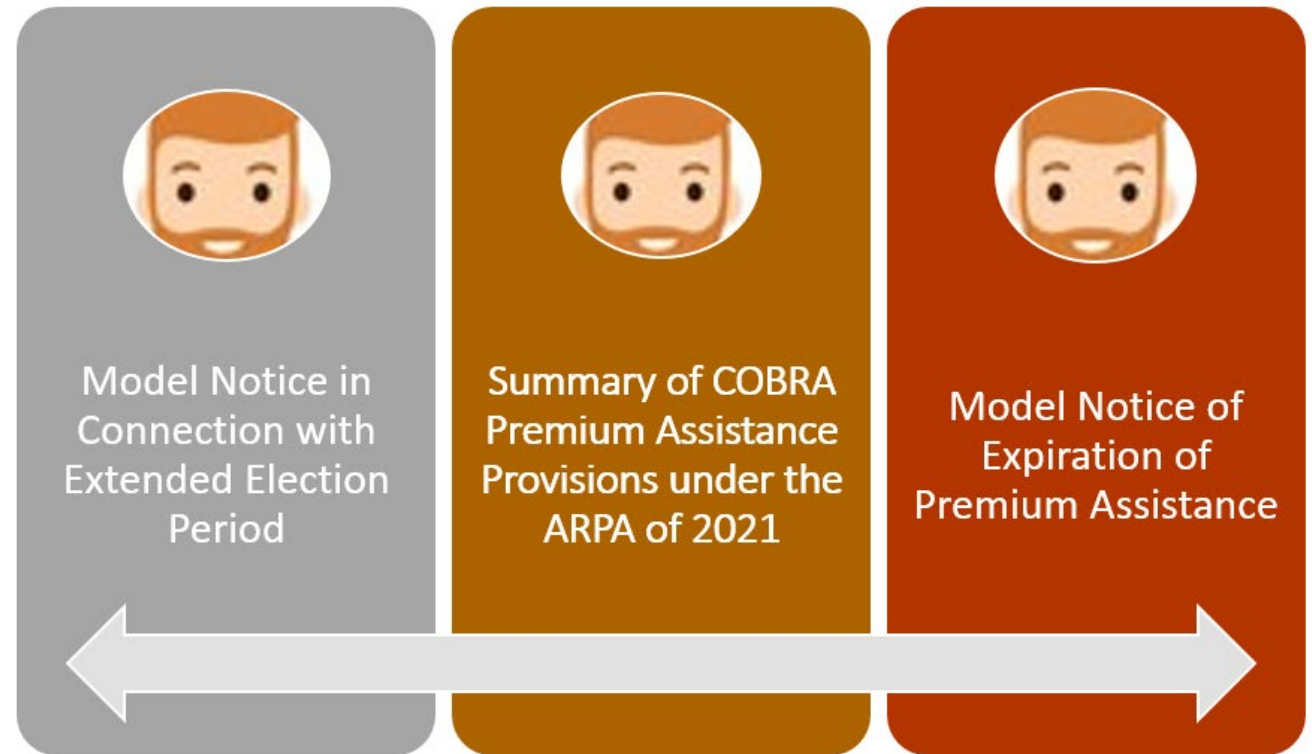 Model Notice in
Connection with
Extended Election
Period
Summary of COBRA
Premium Assistance
Provisions under the
ARPA of 2021
Model Notice of
Expiration of
Premium Assistance